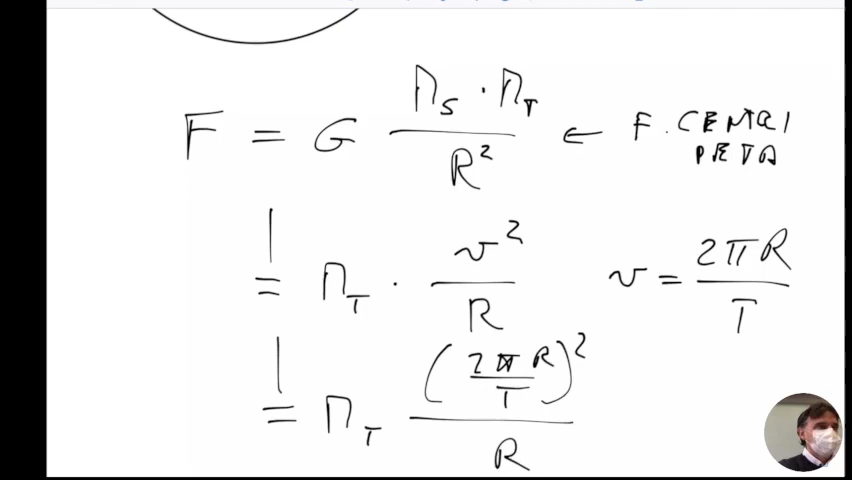 F = G M_S · M_T / R² ← F. CENTRI
PETA
= M_T · v² / R v = 2πR / T
= M_T (2πR / T)² / R